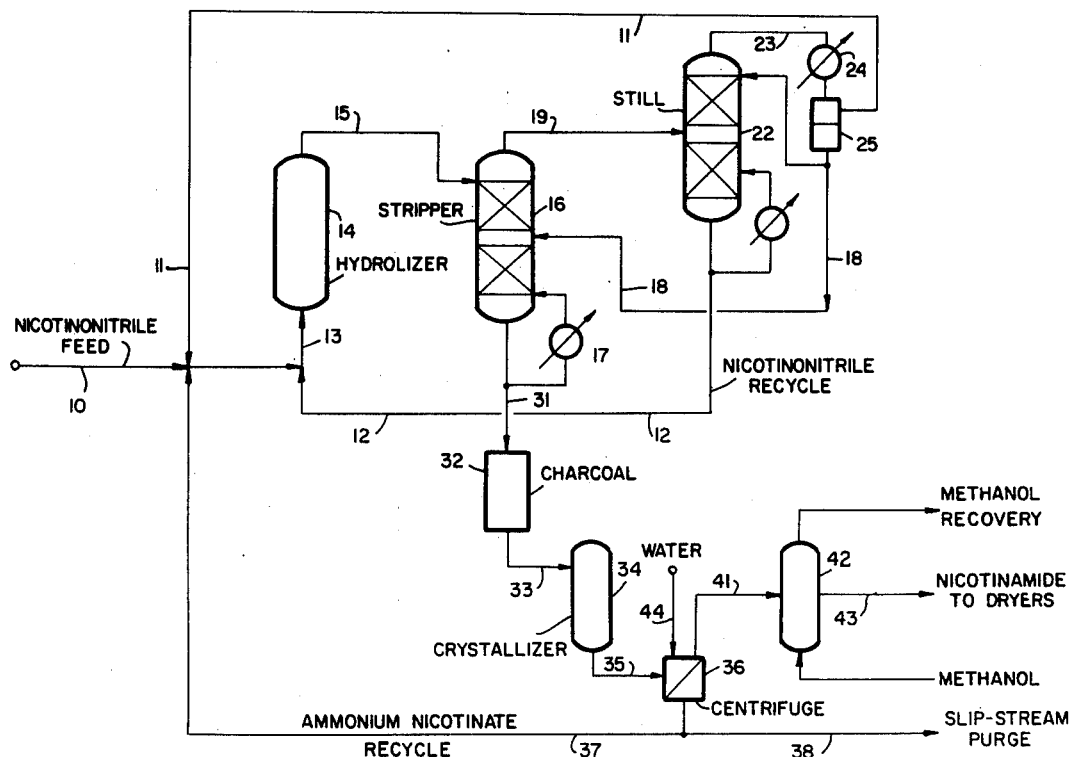 11
23
24
STILL
15
19
22
25
STRIPPER
16
14
HYDROLIZER
11
18
18
NICOTINONITRILE
FEED
13
17
10
NICOTINONITRILE
RECYCLE
31
12
12
32
CHARCOAL
METHANOL
RECOVERY
WATER
33
34
41
42
NICOTINAMIDE
TO DRYERS
44
43
CRYSTALLIZER
35
36
METHANOL
CENTRIFUGE
AMMONIUM NICOTINATE
RECYCLE
37
38
SLIP-STREAM
PURGE